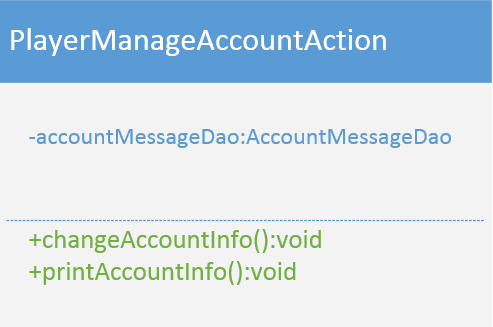 PlayerManageAccountAction
-accountMessageDao:AccountMessageDao
+changeAccountInfo():void
+printAccountInfo():void